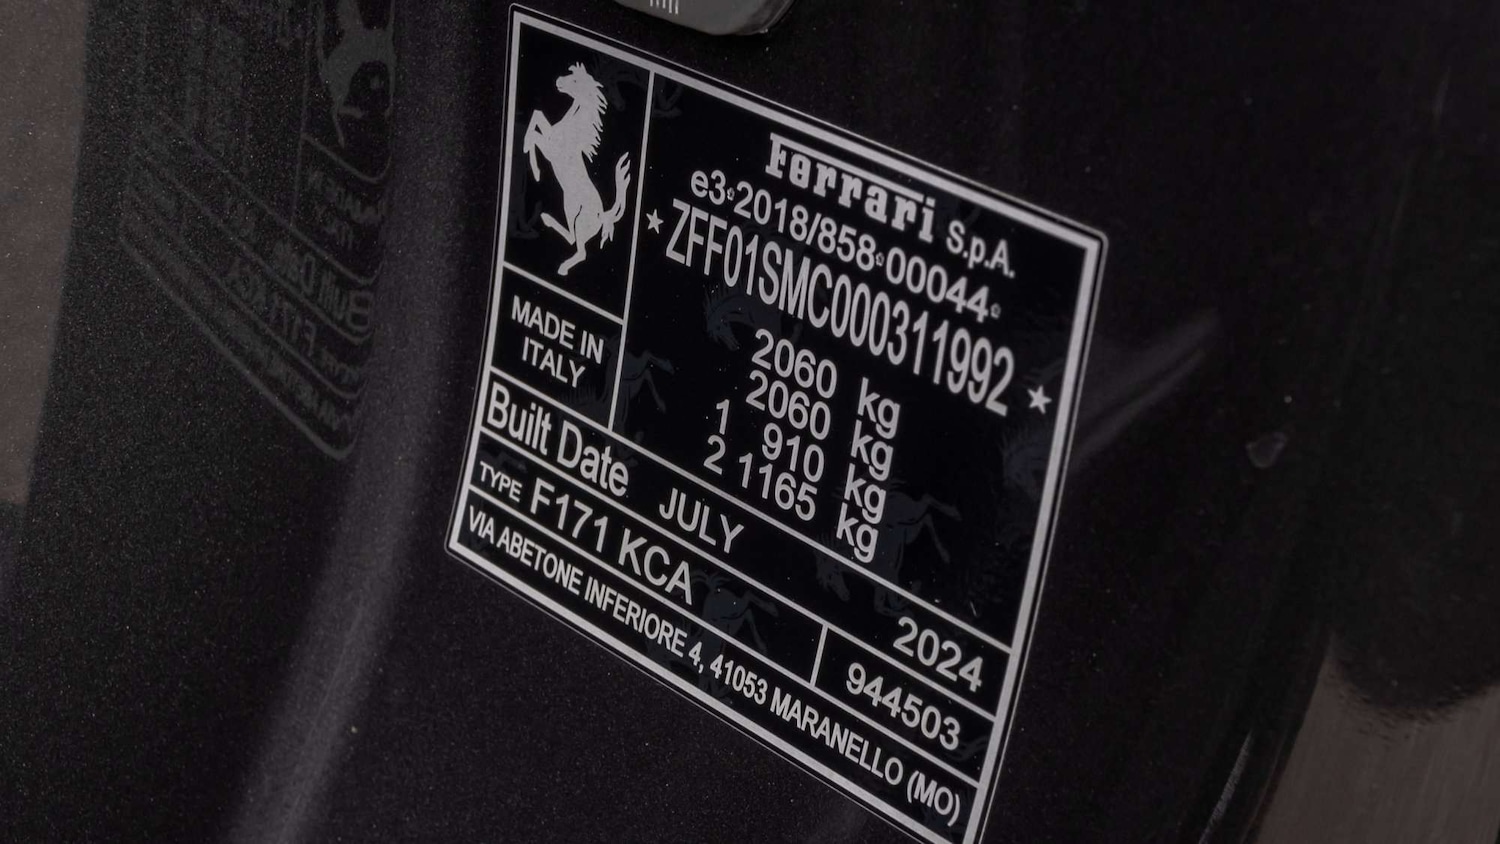 Ferrari S.p.A.
e3*2018/858*00044*
★ ZFF01SMC000311992 ★
2060 kg
2060 kg
1 910 kg
2 1165 kg
MADE IN
ITALY
Built Date JULY 2024
TYPE F171 KCA 944503
VIA ABETONE INFERIORE 4, 41053 MARANELLO (MO)